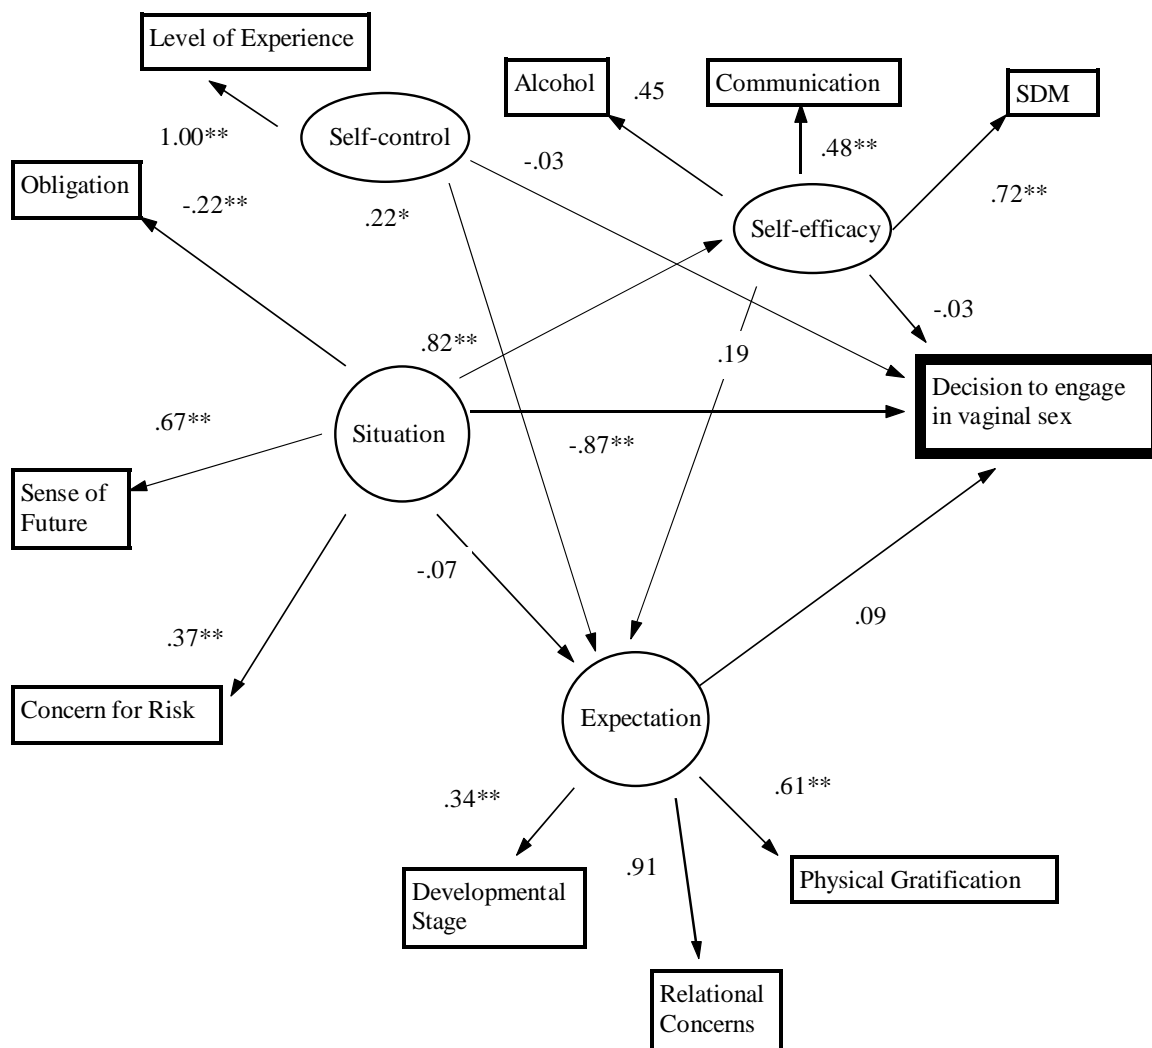 Level of Experience
Alcohol
.45
Communication
SDM
1.00**
Self-control
-.03
.48**
Obligation
-.22**
.22*
.72**
Self-efficacy
.82**
.19
-.03
Decision to engage
in vaginal sex
.67**
Situation
-.87**
Sense of
Future
-.07
.09
.37**
Concern for Risk
Expectation
.34**
.61**
.91
Developmental
Stage
Physical Gratification
Relational
Concerns